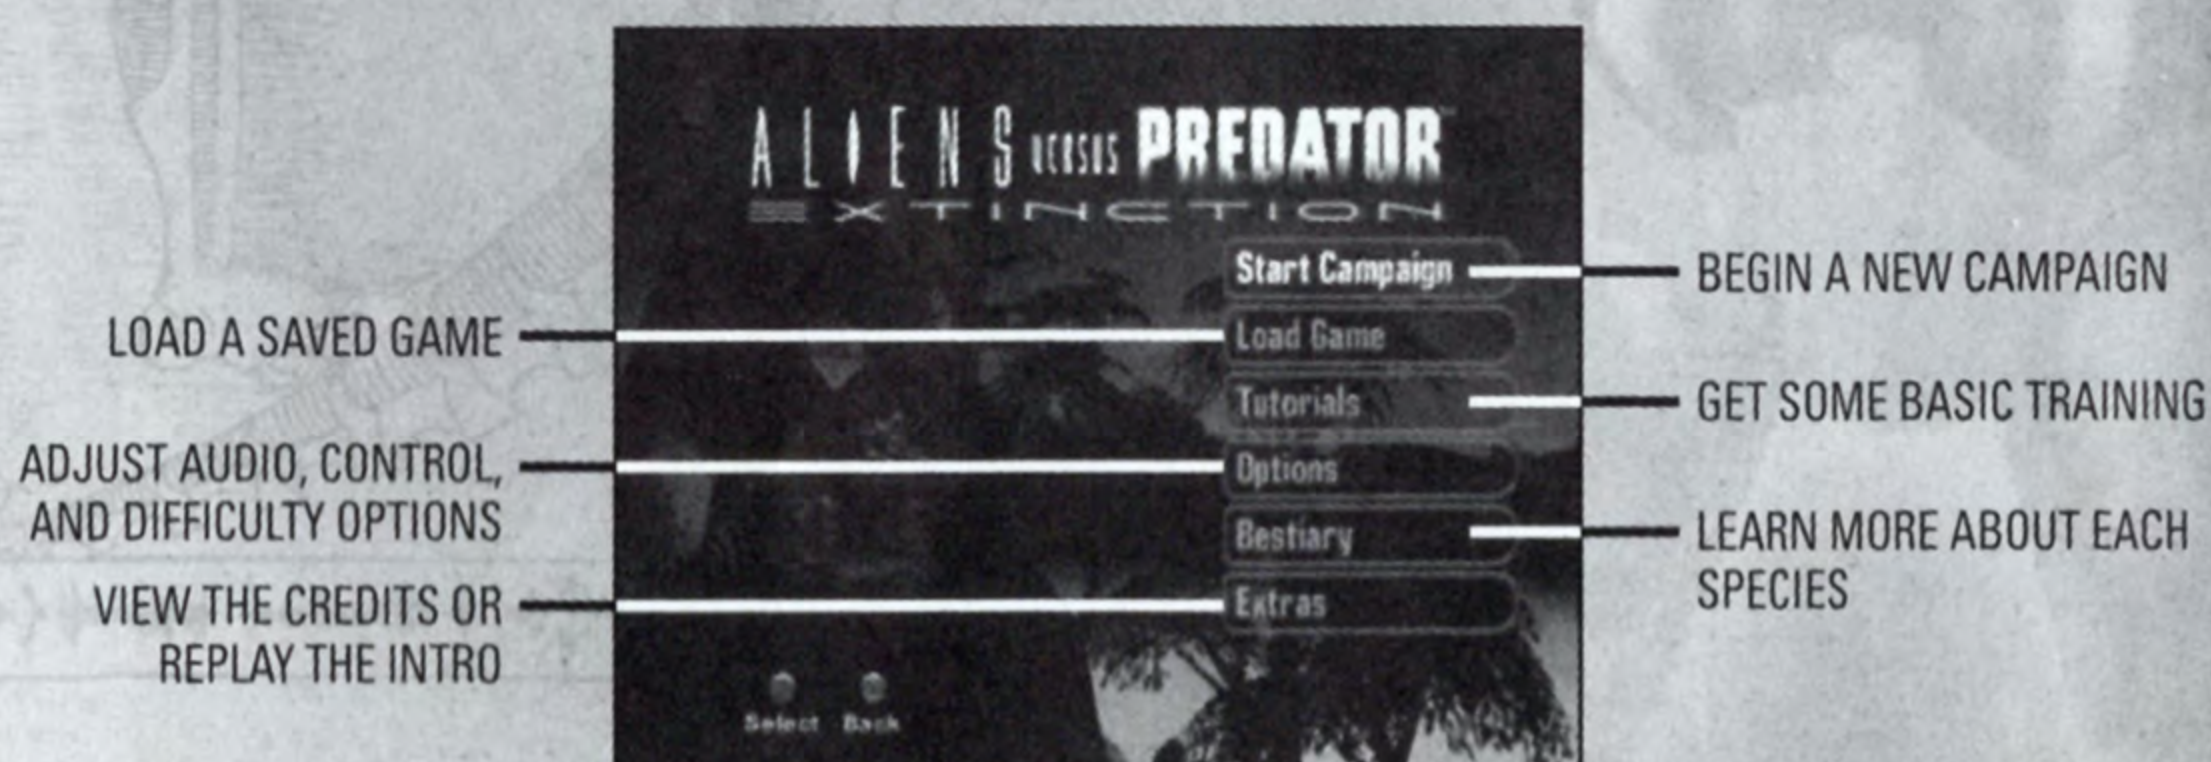 ALIENS VERSUS PREDATOR™
EXTINCTION
Start Campaign
Load Game
Tutorials
Options
Bestiary
Extras
Select Back
LOAD A SAVED GAME
ADJUST AUDIO, CONTROL,
AND DIFFICULTY OPTIONS
VIEW THE CREDITS OR
REPLAY THE INTRO
BEGIN A NEW CAMPAIGN
GET SOME BASIC TRAINING
LEARN MORE ABOUT EACH
SPECIES